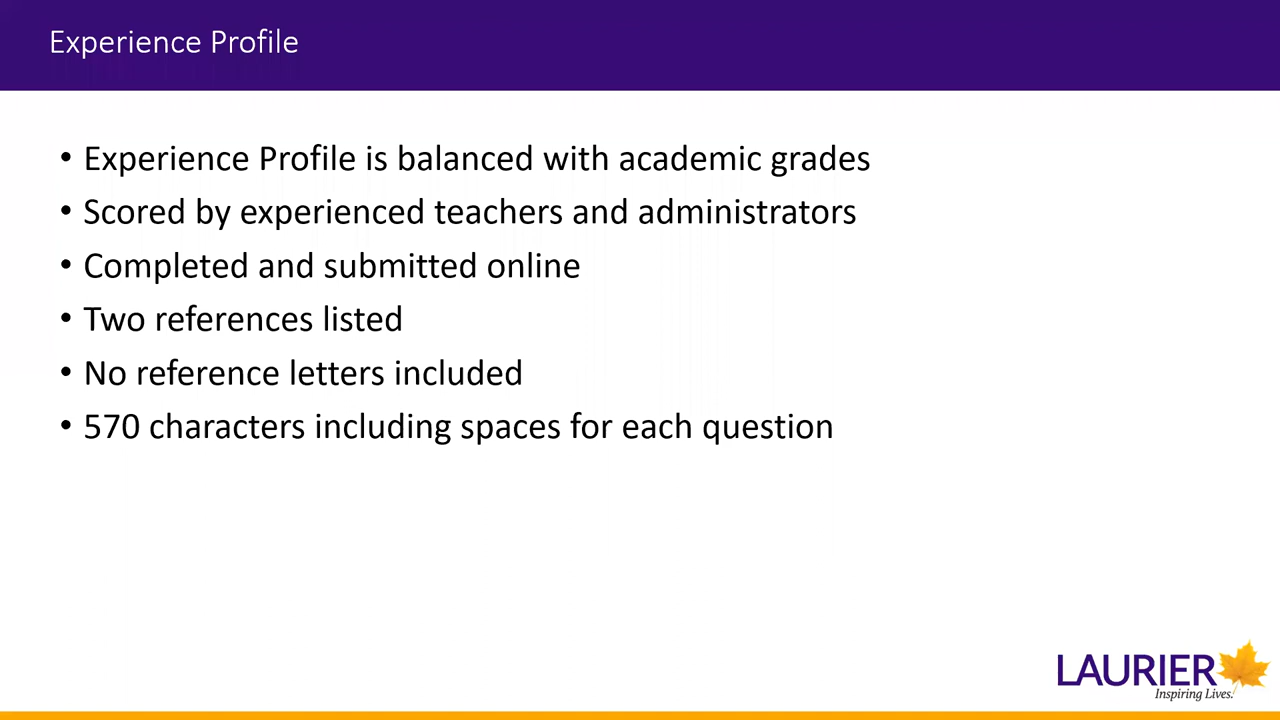 Experience Profile
• Experience Profile is balanced with academic grades
• Scored by experienced teachers and administrators
• Completed and submitted online
• Two references listed
• No reference letters included
• 570 characters including spaces for each question
LAURIER
Inspiring Lives.